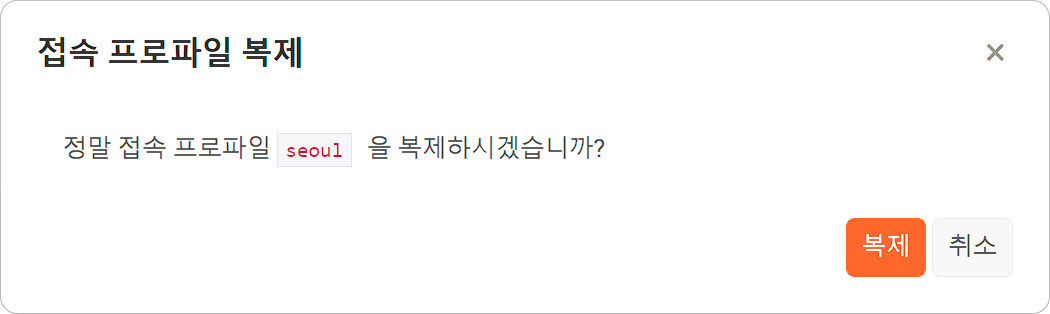 접속 프로파일 복제 ×
정말 접속 프로파일 seoul 을 복제하시겠습니까?
복제 취소